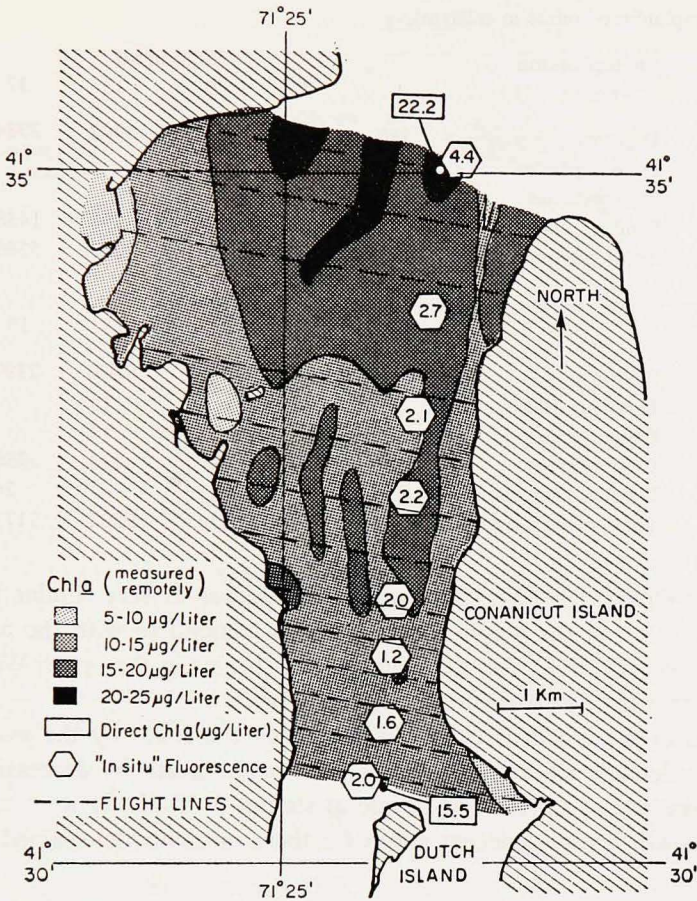 71° 25'
22.2
4.4
41° 35'
41° 35'
2.7
NORTH
2.1
2.2
2.0
CONANICUT ISLAND
1.2
1.6
1 Km
2.0
15.5
DUTCH
ISLAND
Chl a (measured remotely)
5-10 µg/Liter
10-15 µg/Liter
15-20 µg/Liter
20-25 µg/Liter
Direct Chl a (µg/Liter)
"In situ" Fluorescence
FLIGHT LINES
41° 30'
41° 30'
71° 25'